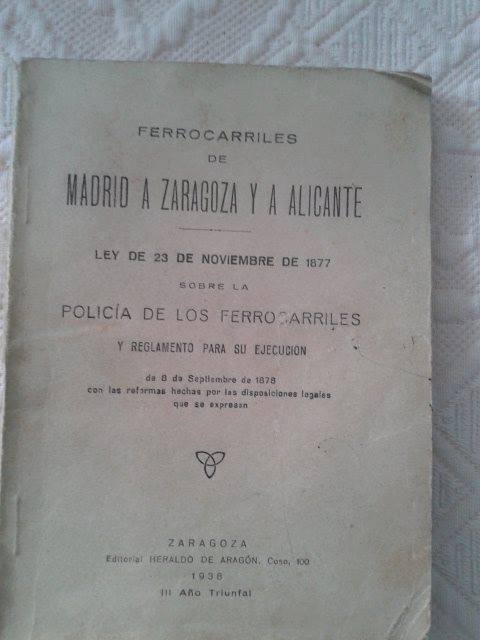 FERROCARRILES
DE
MADRID A ZARAGOZA Y A ALICANTE
LEY DE 23 DE NOVIEMBRE DE 1877
SOBRE LA
POLICÍA DE LOS FERROCARRILES
Y REGLAMENTO PARA SU EJECUCION
de 8 de Septiembre de 1878
con las reformas hechas por las disposiciones legales
que se expresan
ZARAGOZA
Editorial HERALDO DE ARAGÓN, Coso, 100
1938
III Año Triunfal